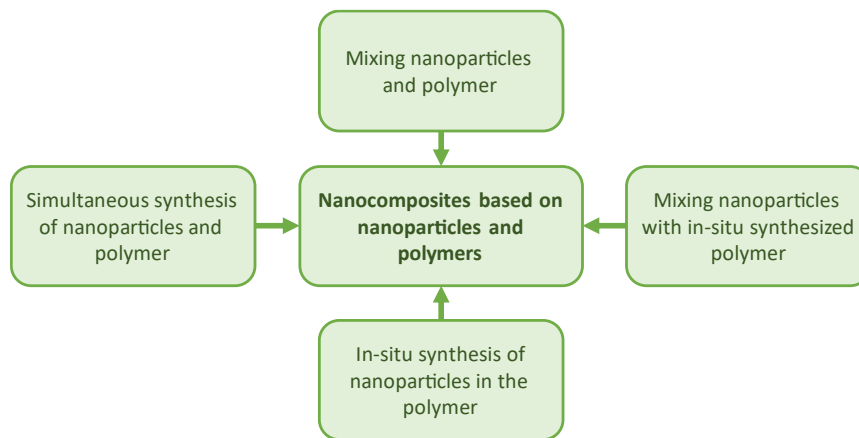 Mixing nanoparticles
and polymer
Simultaneous synthesis
of nanoparticles and
polymer
Nanocomposites based on
nanoparticles and
polymers
Mixing nanoparticles
with in-situ synthesized
polymer
In-situ synthesis of
nanoparticles in the
polymer